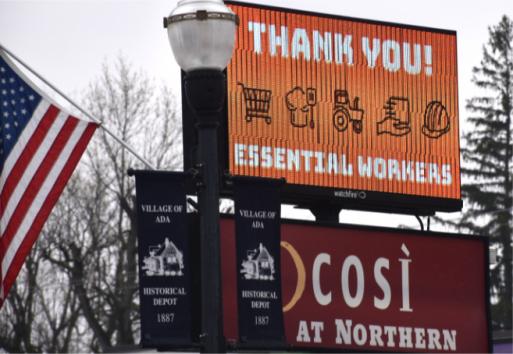 THANK YOU!
ESSENTIAL WORKERS
watchfire
VILLAGE OF
ADA
HISTORICAL
DEPOT
1887
VILLAGE OF
ADA
HISTORICAL
DEPOT
1887
COSÌ
AT NORTHERN